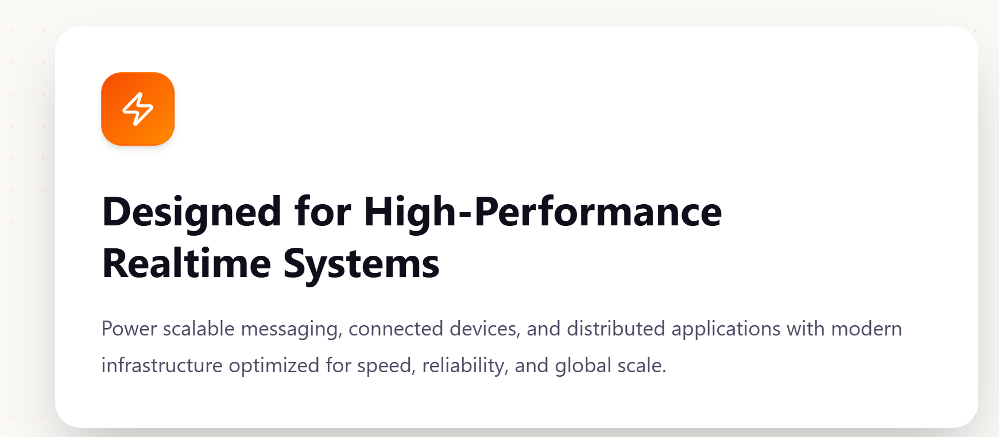 Designed for High-Performance
Realtime Systems
Power scalable messaging, connected devices, and distributed applications with modern
infrastructure optimized for speed, reliability, and global scale.